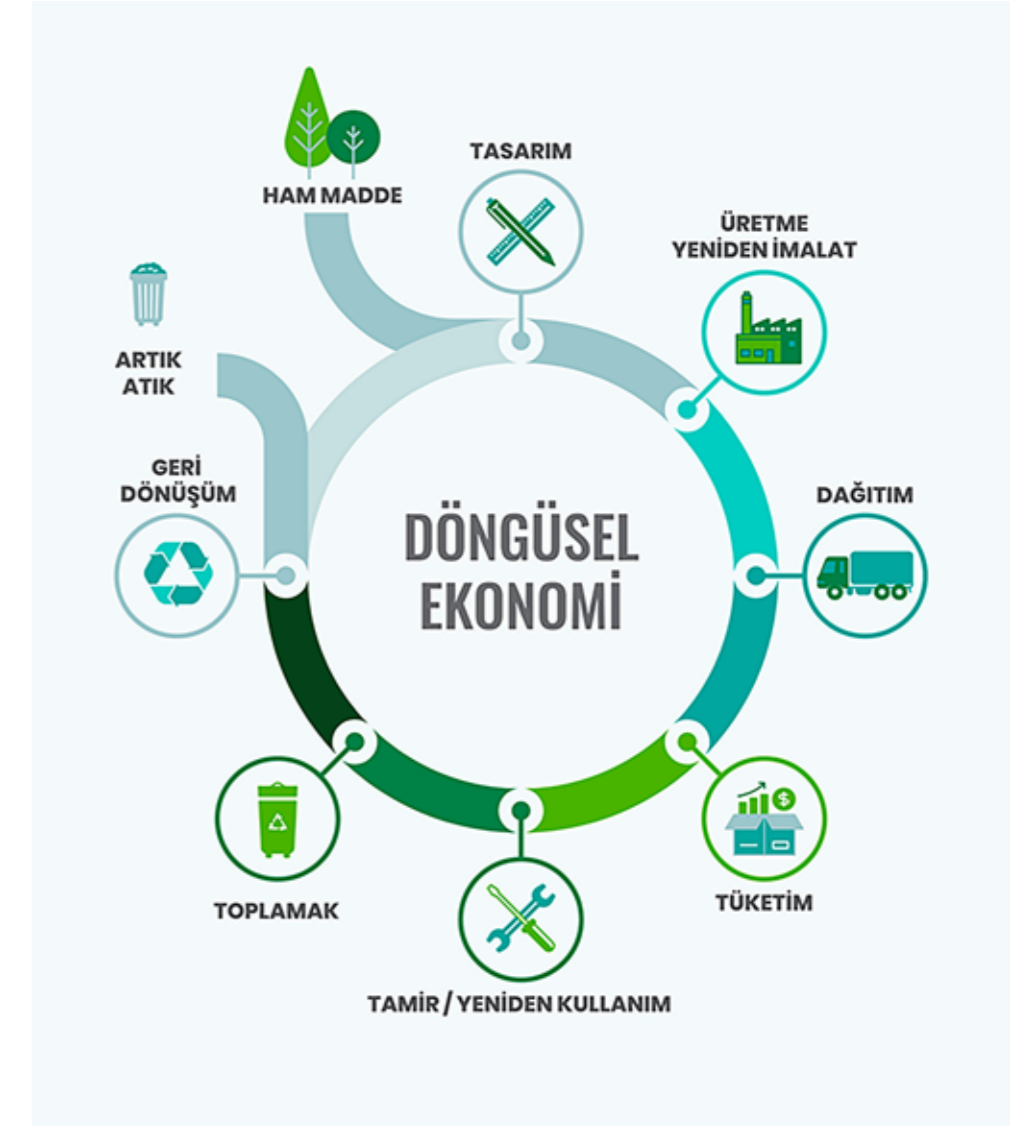 TASARIM
HAM MADDE
ÜRETME
YENİDEN İMALAT
ARTIK
ATIK
GERİ
DÖNÜŞÜM
DAĞITIM
DÖNGÜSEL
EKONOMİ
TOPLAMAK
TÜKETİM
TAMİR / YENİDEN KULLANIM
$